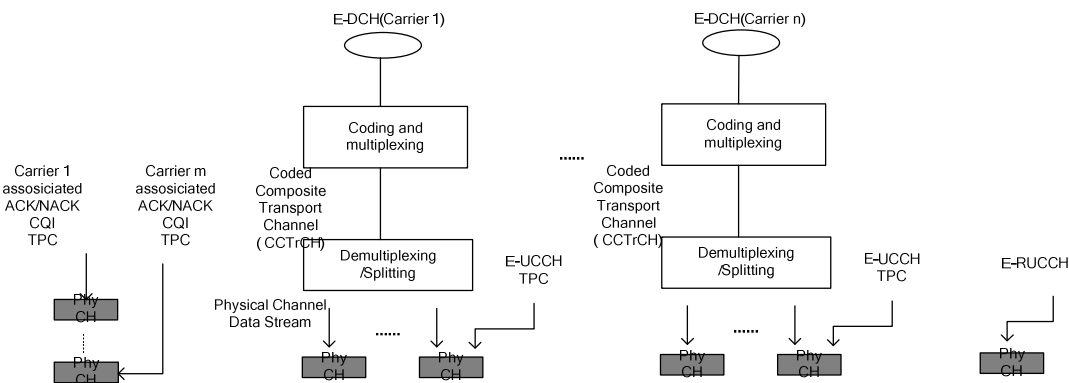 E-DCH(Carrier 1)
E-DCH(Carrier n)
Coding and
multiplexing
Coding and
multiplexing
......
Carrier 1
assosiciated
ACK/NACK
CQI
TPC
Carrier m
assosiciated
ACK/NACK
CQI
TPC
Coded
Composite
Transport
Channel
( CCTrCH)
Coded
Composite
Transport
Channel
( CCTrCH)
Demultiplexing
/Splitting
Demultiplexing
/Splitting
E-UCCH
TPC
E-UCCH
TPC
E-RUCCH
Physical Channel
Data Stream
......
......
Phy
CH
Phy
CH
Phy
CH
Phy
CH
Phy
CH
Phy
CH
Phy
CH